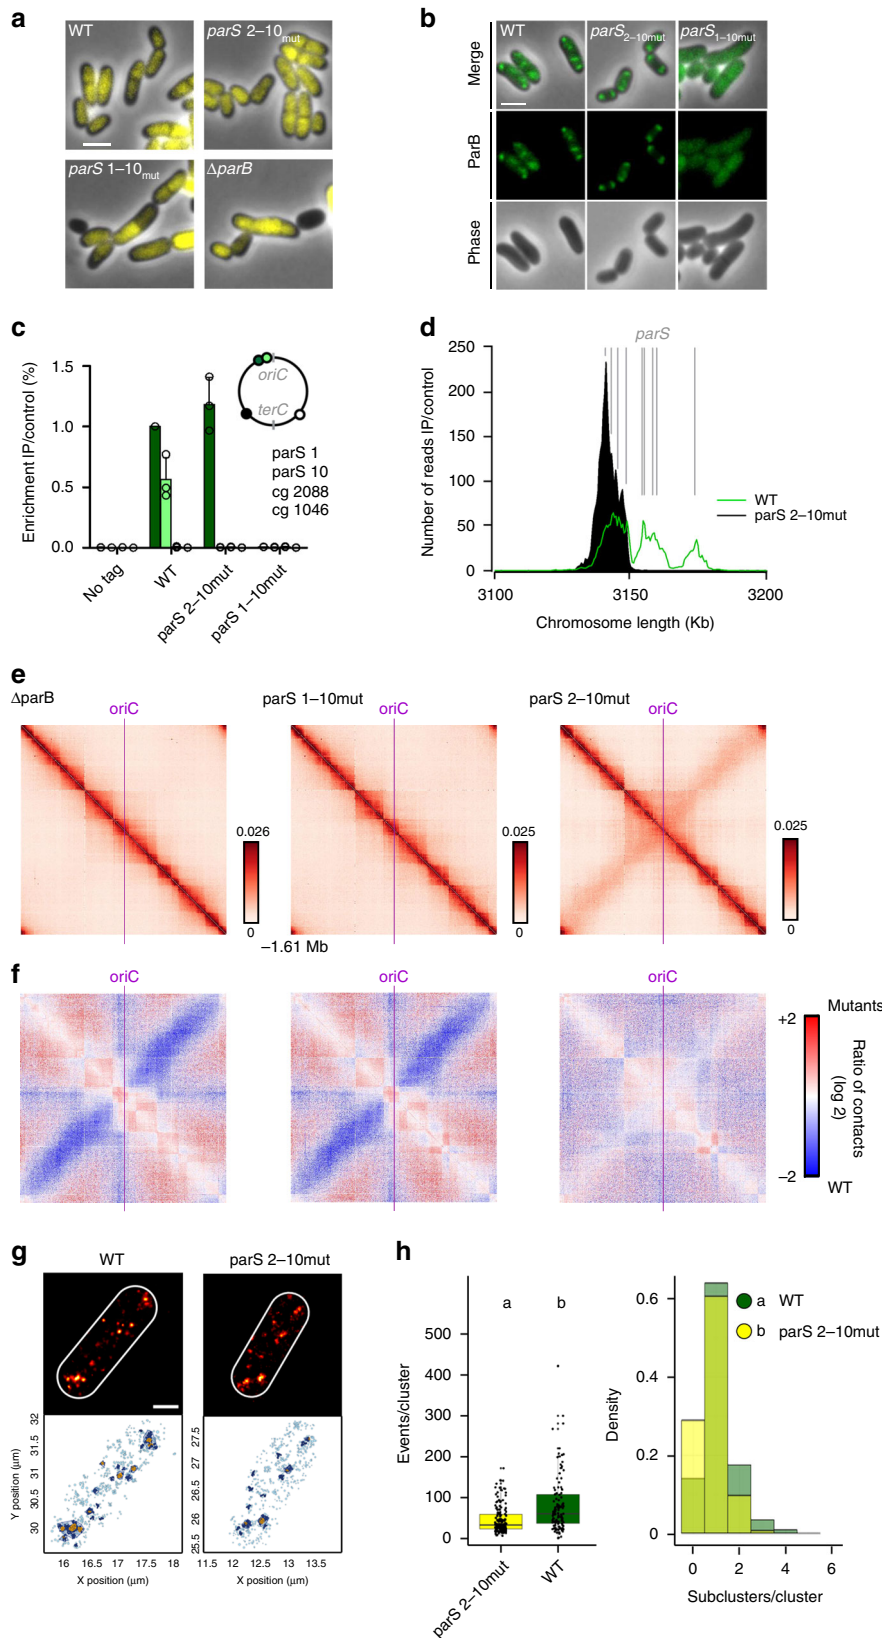 a
WT
parS 2–10mut
parS 1–10mut
ΔparB
b
WT
parS2–10mut
parS1–10mut
Merge
ParB
Phase
c
Enrichment IP/control (%)
1.5
1.0
0.5
0.0
oriC
terC
parS 1
parS 10
cg 2088
cg 1046
No tag
WT
parS 2–10mut
parS 1–10mut
d
Number of reads IP/control
250
200
150
100
50
0
parS
WT
parS 2–10mut
3100
3150
3200
Chromosome length (Kb)
e
ΔparB
parS 1–10mut
parS 2–10mut
oriC
oriC
oriC
0.026
0
0.025
0
0.025
0
–1.61 Mb
f
oriC
oriC
oriC
+2
Mutants
Ratio of contacts
(log 2)
–2
WT
g
WT
parS 2–10mut
Y position (μm)
32
31.5
31
30.5
30
16
16.5
17
17.5
18
X position (μm)
27.5
27
26.5
26
25.5
11.5
12
12.5
13
13.5
X position (μm)
h
Events/cluster
500
400
300
200
100
0
a
b
parS 2–10mut
WT
Density
0.6
0.4
0.2
0
a WT
b parS 2–10mut
0
2
4
6
Subclusters/cluster